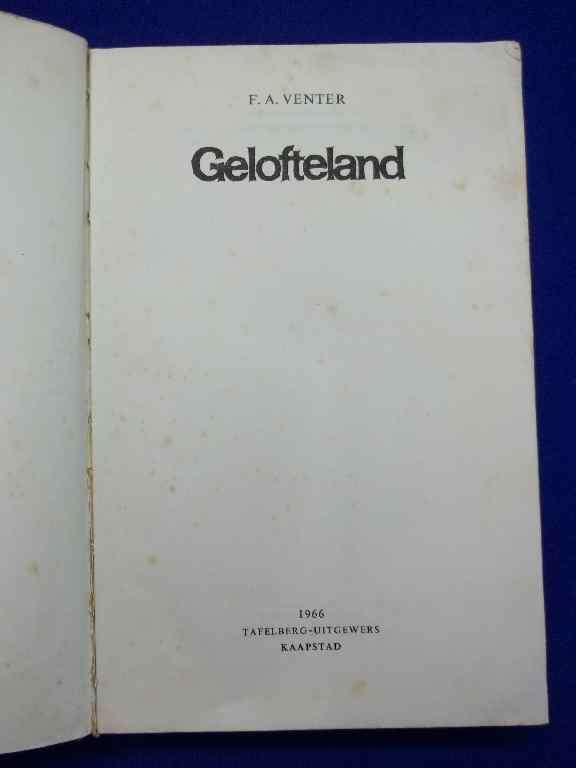 F. A. VENTER
Gelofteland
1966
TAFELBERG-UITGEWERS
KAAPSTAD